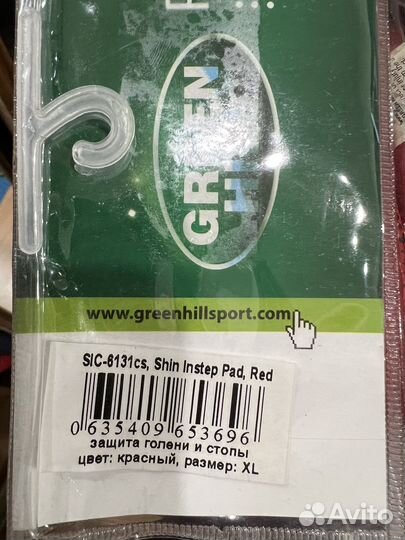 GREEN
HILL
www.greenhillsport.com
SIC-6131cs, Shin Instep Pad, Red
0 635409 653696
защита голени и стопы
цвет: красный, размер: XL
Avito